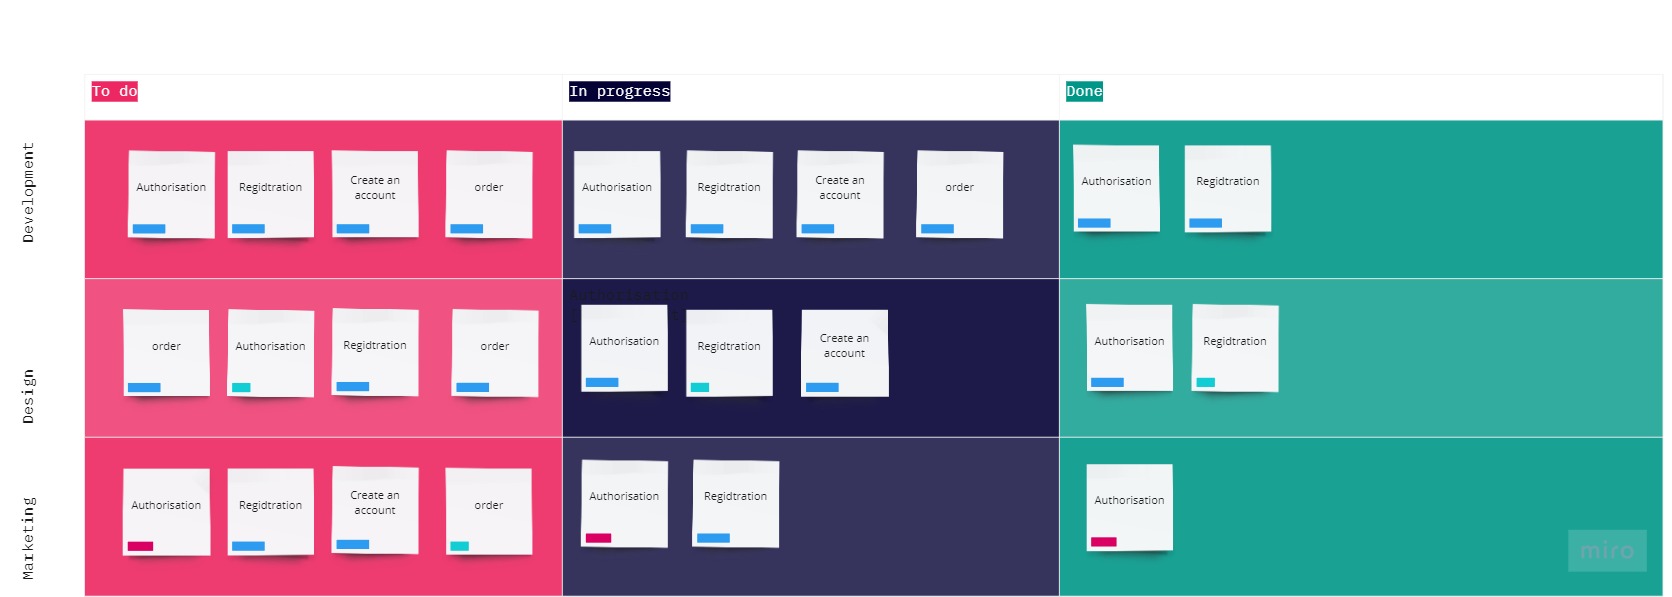 To do
In progress
Done
Development
Authorisation
Regidtration
Create an
account
order
Authorisation
Regidtration
Create an
account
order
Authorisation
Regidtration
Design
order
Authorisation
Regidtration
order
Authorisation
Authorisation
Regidtration
Create an
account
Authorisation
Regidtration
Marketing
Authorisation
Regidtration
Create an
account
order
Authorisation
Regidtration
Authorisation
miro